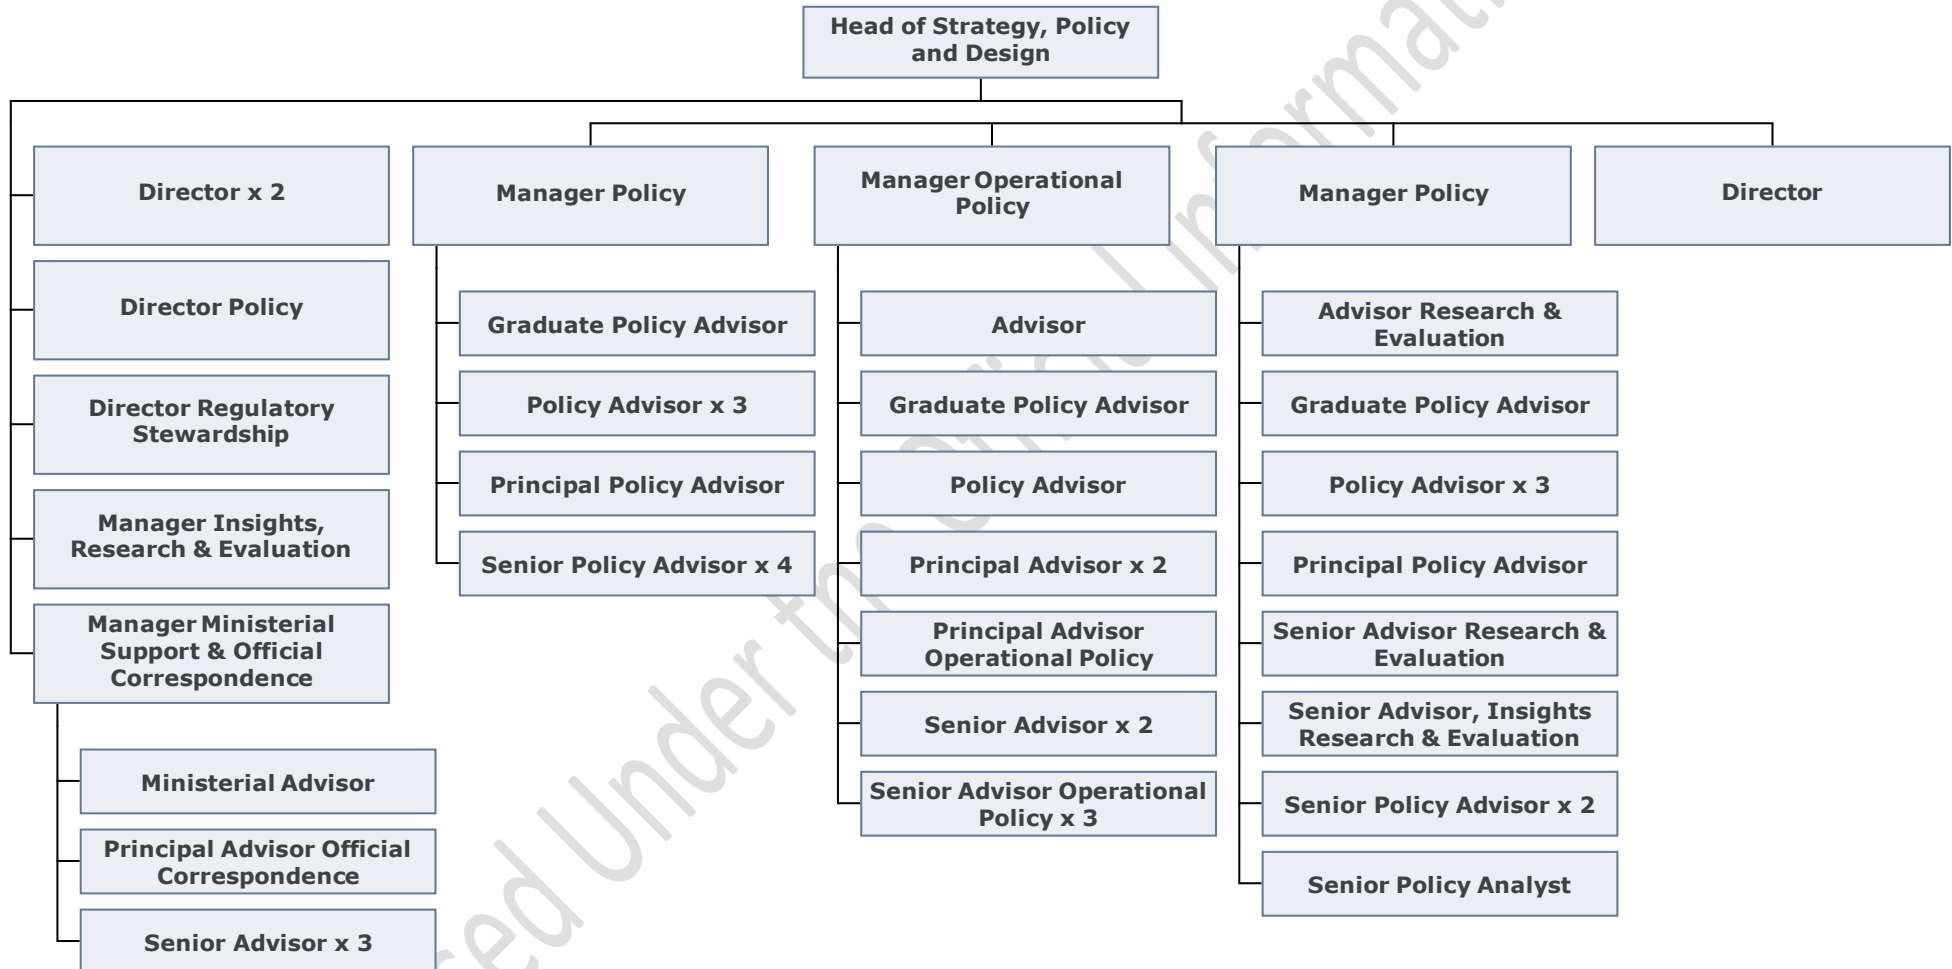 Head of Strategy, Policy
and Design
Director x 2
Director Policy
Director Regulatory
Stewardship
Manager Insights,
Research & Evaluation
Manager Ministerial
Support & Official
Correspondence
Ministerial Advisor
Principal Advisor Official
Correspondence
Senior Advisor x 3
Manager Policy
Graduate Policy Advisor
Policy Advisor x 3
Principal Policy Advisor
Senior Policy Advisor x 4
Manager Operational
Policy
Advisor
Graduate Policy Advisor
Policy Advisor
Principal Advisor x 2
Principal Advisor
Operational Policy
Senior Advisor x 2
Senior Advisor Operational
Policy x 3
Manager Policy
Advisor Research &
Evaluation
Graduate Policy Advisor
Policy Advisor x 3
Principal Policy Advisor
Senior Advisor Research &
Evaluation
Senior Advisor, Insights
Research & Evaluation
Senior Policy Advisor x 2
Senior Policy Analyst
Director
Under